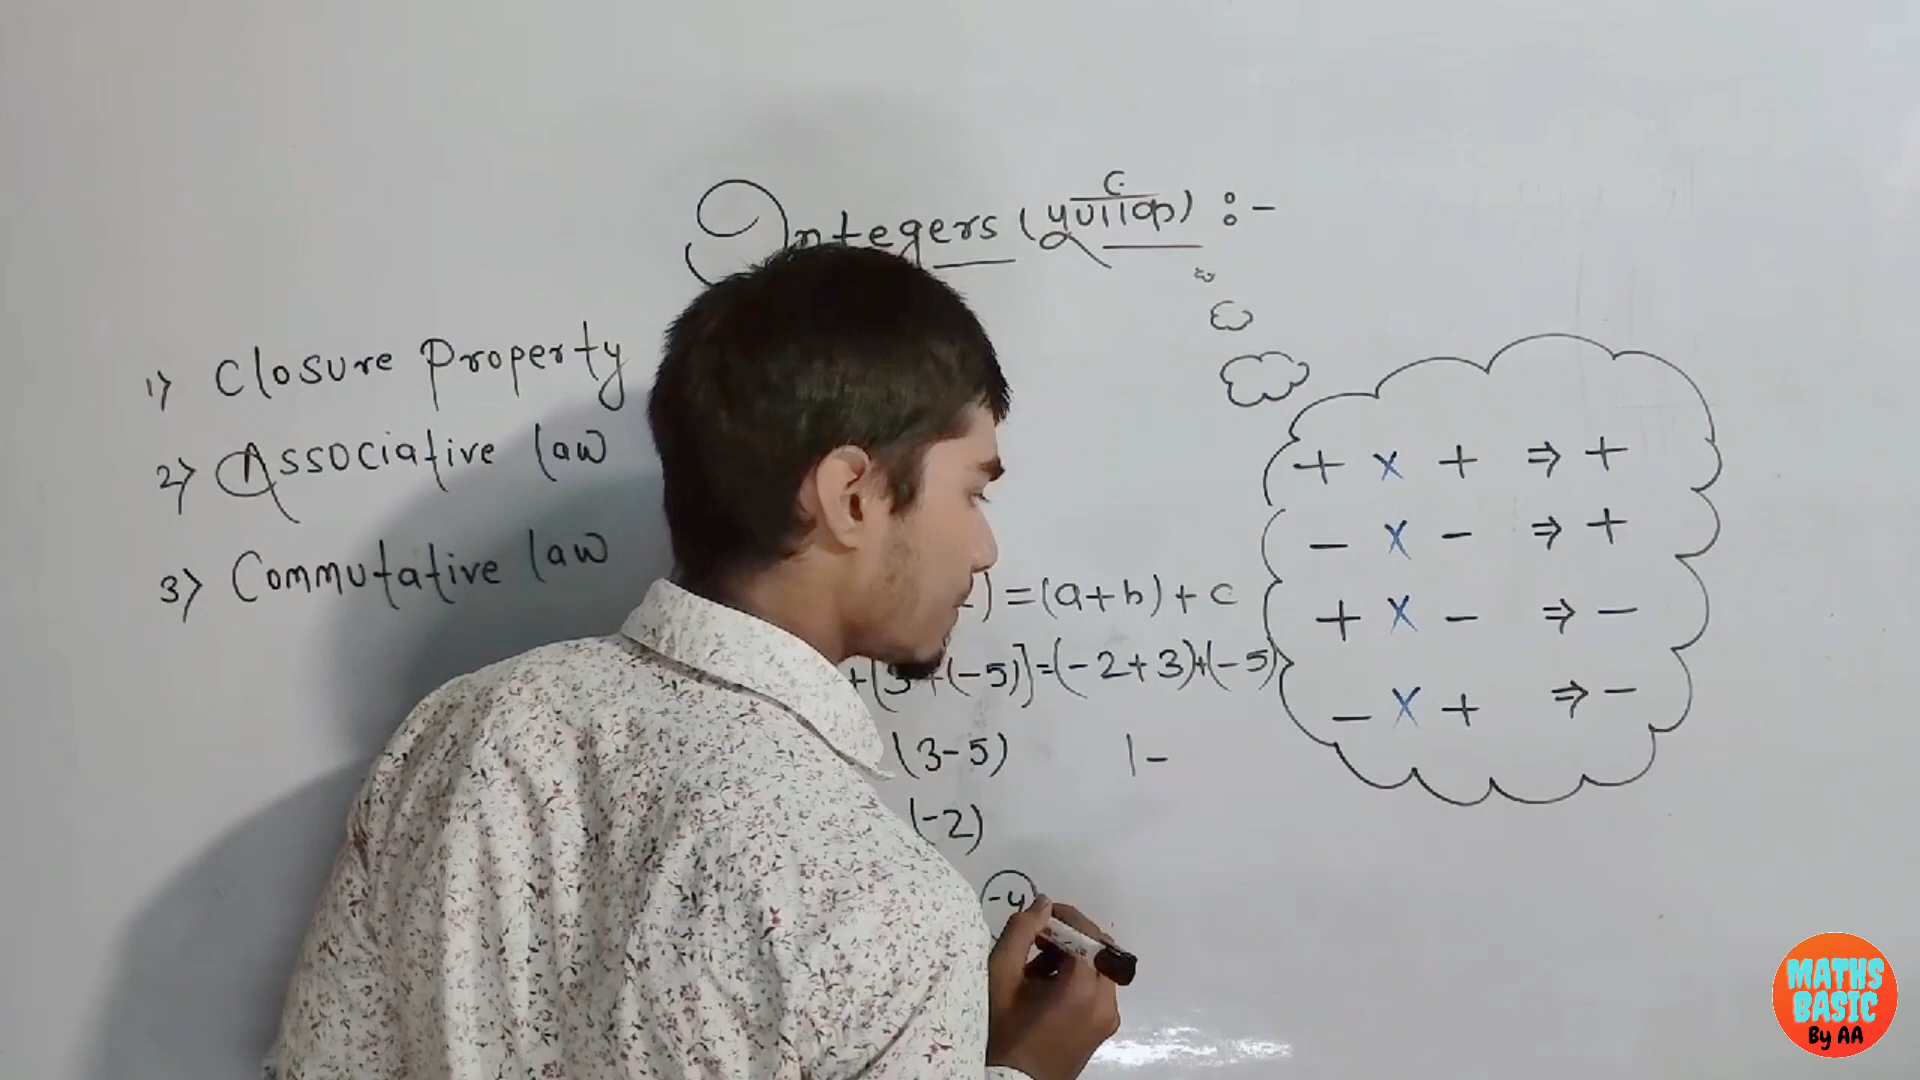 Integers (पूर्णांक) :-
1) Closure Property
2) Associative law
3) Commutative law
) = (a+b) + c
+(3+(-5)] = (-2+3)+(-5)
(3-5) 1-
(-2)
-4
+ x + ⇒ +
- x - ⇒ +
+ x - ⇒ -
- x + ⇒ -
MATHS
BASIC
By AA